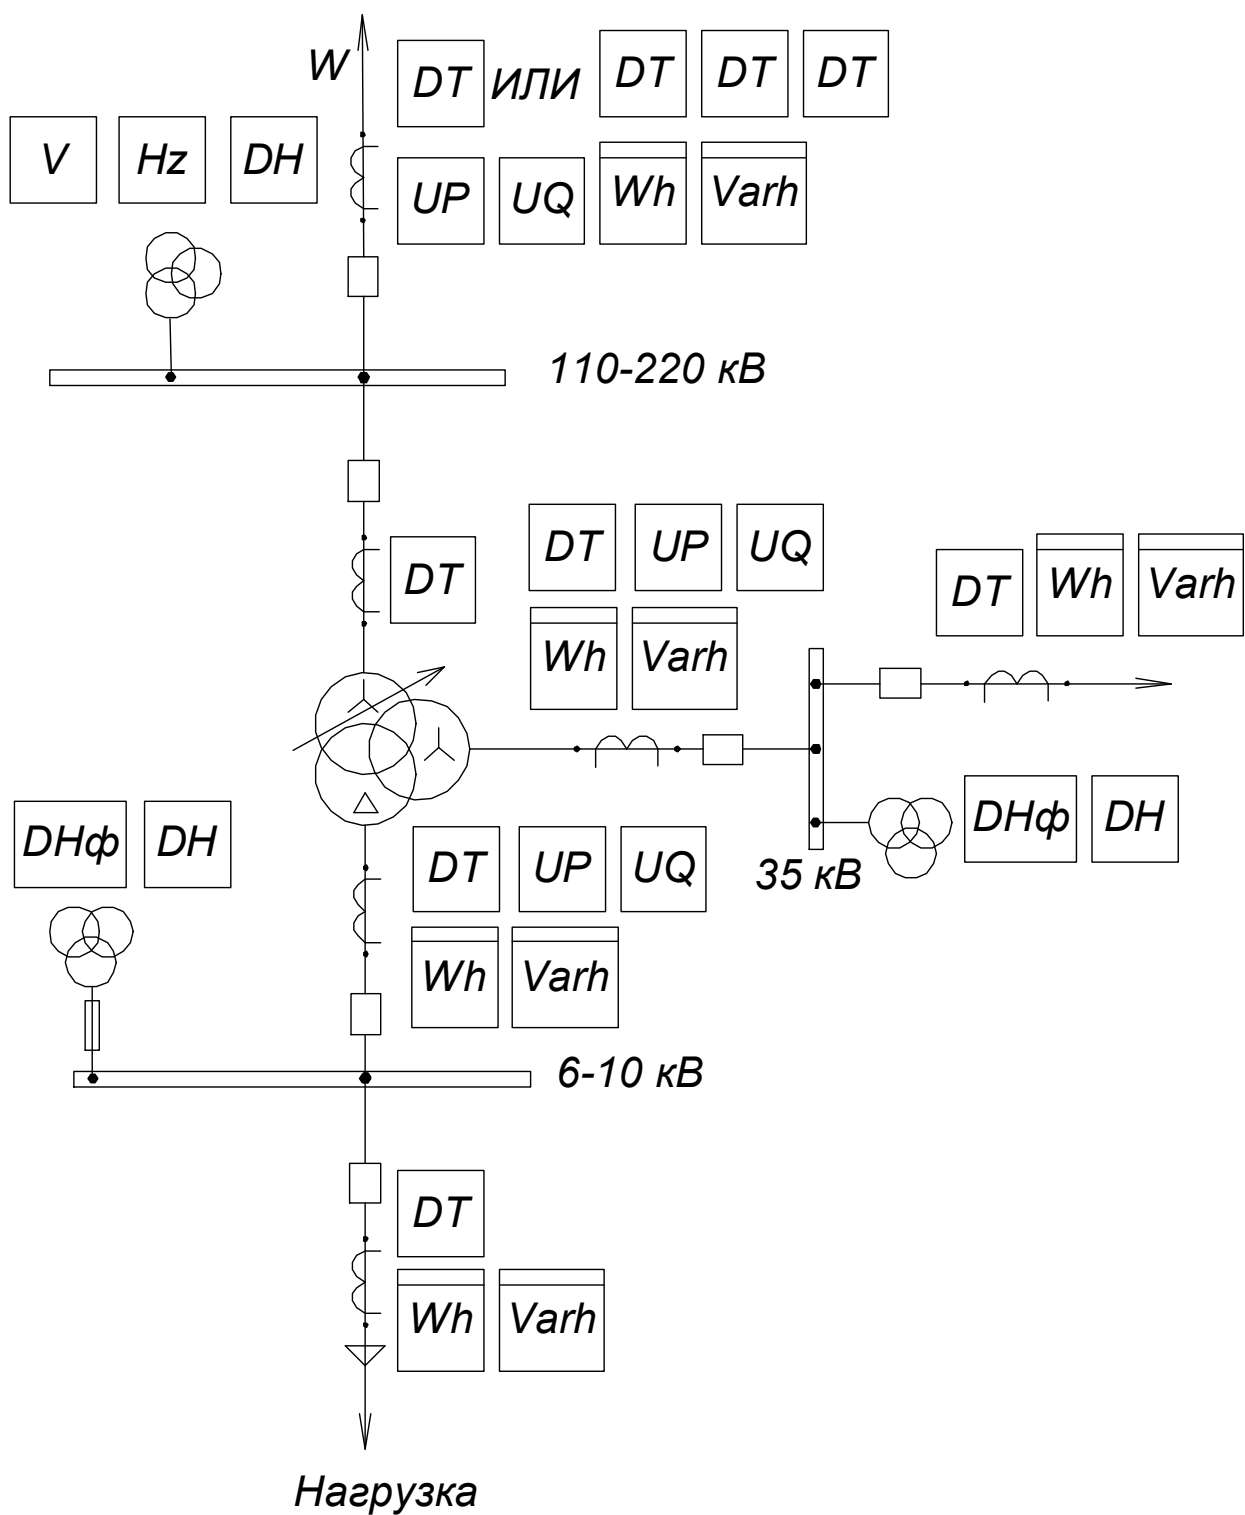 W
DT ИЛИ DT DT DT
V Hz DH
UP UQ Wh Varh
110-220 кВ
DT
DT UP UQ
Wh Varh
DT Wh Varh
DHф DH
35 кВ
DHф DH
DT UP UQ
Wh Varh
6-10 кВ
DT
Wh Varh
Нагрузка